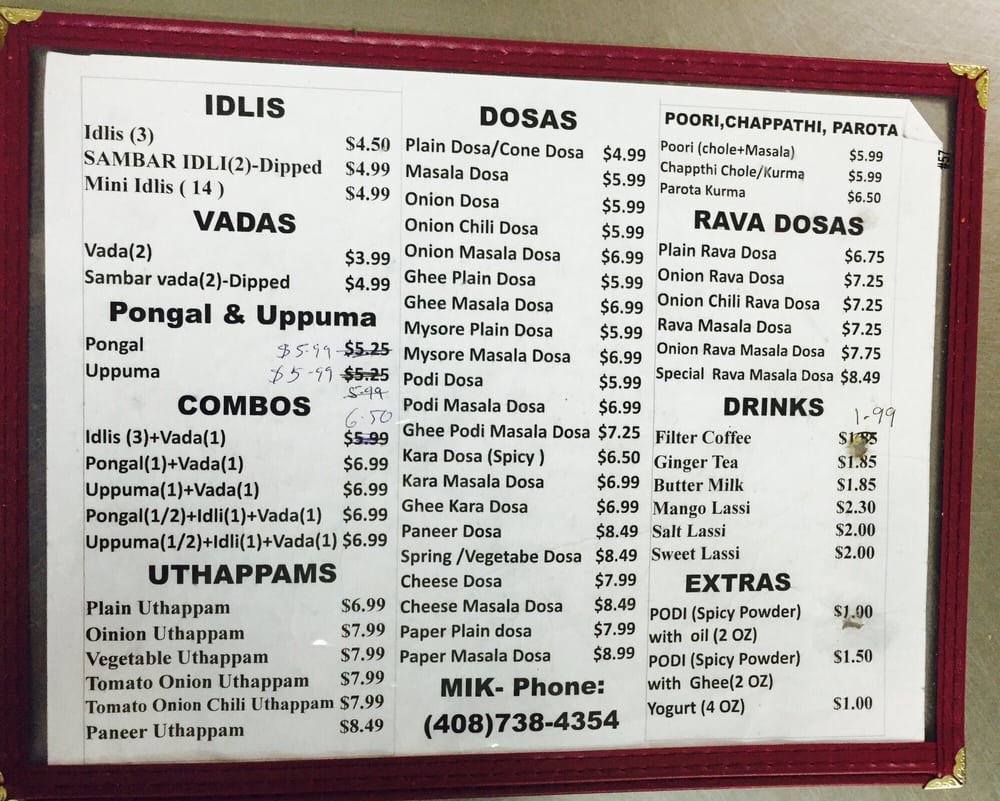 IDLIS
Idlis (3) $4.50
SAMBAR IDLI(2)-Dipped $4.99
Mini Idlis ( 14 ) $4.99
VADAS
Vada(2) $3.99
Sambar vada(2)-Dipped $4.99
Pongal & Uppuma
Pongal $5.99 $5.25
Uppuma $5.99 $5.25
5.99
COMBOS
6.50
Idlis (3)+Vada(1) $5.99
Pongal(1)+Vada(1) $6.99
Uppuma(1)+Vada(1) $6.99
Pongal(1/2)+Idli(1)+Vada(1) $6.99
Uppuma(1/2)+Idli(1)+Vada(1) $6.99
UTHAPPAMS
Plain Uthappam $6.99
Oinion Uthappam $7.99
Vegetable Uthappam $7.99
Tomato Onion Uthappam $7.99
Tomato Onion Chili Uthappam $7.99
Paneer Uthappam $8.49
DOSAS
Plain Dosa/Cone Dosa $4.99
Masala Dosa $5.99
Onion Dosa $5.99
Onion Chili Dosa $5.99
Onion Masala Dosa $6.99
Ghee Plain Dosa $5.99
Ghee Masala Dosa $6.99
Mysore Plain Dosa $5.99
Mysore Masala Dosa $6.99
Podi Dosa $5.99
Podi Masala Dosa $6.99
Ghee Podi Masala Dosa $7.25
Kara Dosa (Spicy ) $6.50
Kara Masala Dosa $6.99
Ghee Kara Dosa $6.99
Paneer Dosa $8.49
Spring /Vegetabe Dosa $8.49
Cheese Dosa $7.99
Cheese Masala Dosa $8.49
Paper Plain dosa $7.99
Paper Masala Dosa $8.99
MIK- Phone:
(408)738-4354
POORI,CHAPPATHI, PAROTA
Poori (chole+Masala) $5.99
Chappthi Chole/Kurma $5.99
Parota Kurma $6.50
RAVA DOSAS
Plain Rava Dosa $6.75
Onion Rava Dosa $7.25
Onion Chili Rava Dosa $7.25
Rava Masala Dosa $7.25
Onion Rava Masala Dosa $7.75
Special Rava Masala Dosa $8.49
DRINKS
1.99
Filter Coffee $1.85
Ginger Tea $1.85
Butter Milk $1.85
Mango Lassi $2.30
Salt Lassi $2.00
Sweet Lassi $2.00
EXTRAS
PODI (Spicy Powder) $1.00
with oil (2 OZ)
PODI (Spicy Powder) $1.50
with Ghee(2 OZ)
Yogurt (4 OZ) $1.00
#57